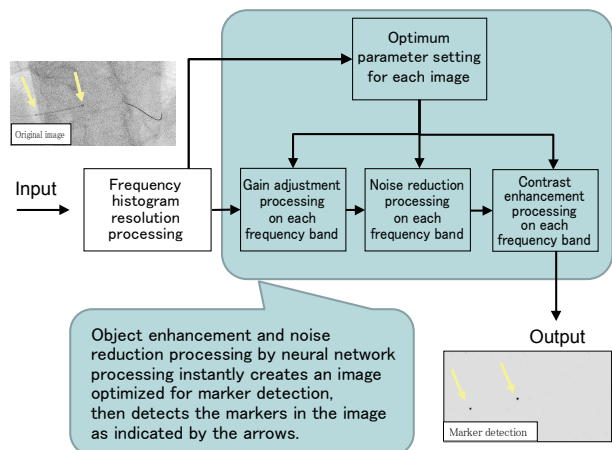 Optimum
parameter setting
for each image
Original image
Input
Frequency
histogram
resolution
processing
Gain adjustment
processing
on each
frequency band
Noise reduction
processing
on each
frequency band
Contrast
enhancement
processing
on each
frequency band
Object enhancement and noise
reduction processing by neural network
processing instantly creates an image
optimized for marker detection,
then detects the markers in the image
as indicated by the arrows.
Output
Marker detection